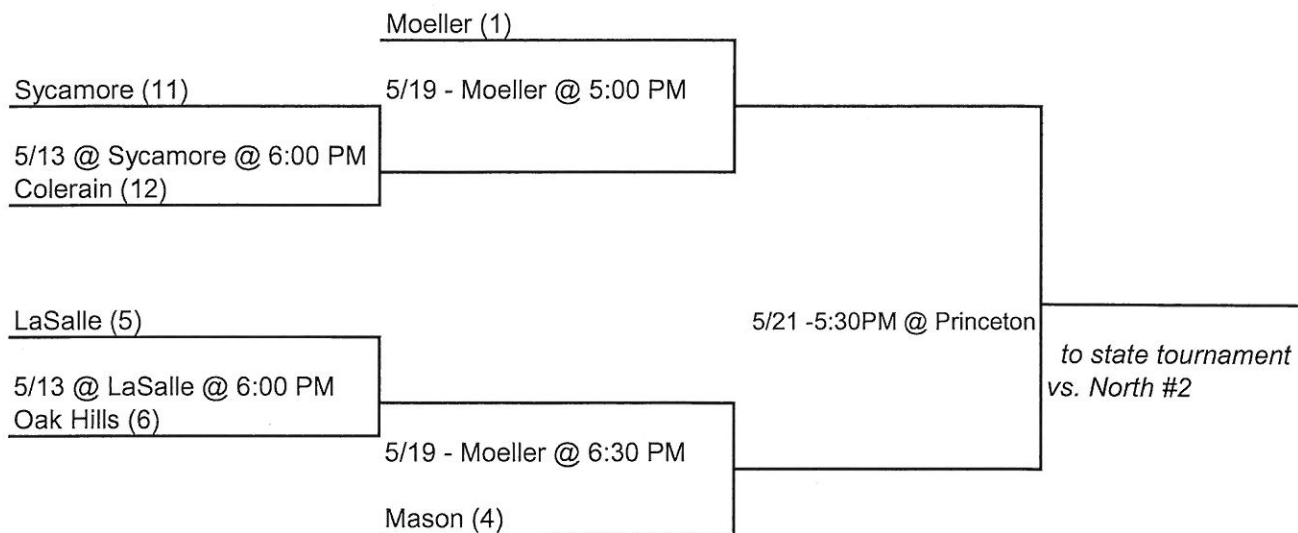 Moeller (1)
Sycamore (11)
5/19 - Moeller @ 5:00 PM
5/13 @ Sycamore @ 6:00 PM
Colerain (12)
LaSalle (5)
5/21 -5:30PM @ Princeton
to state tournament
vs. North #2
5/13 @ LaSalle @ 6:00 PM
Oak Hills (6)
5/19 - Moeller @ 6:30 PM
Mason (4)